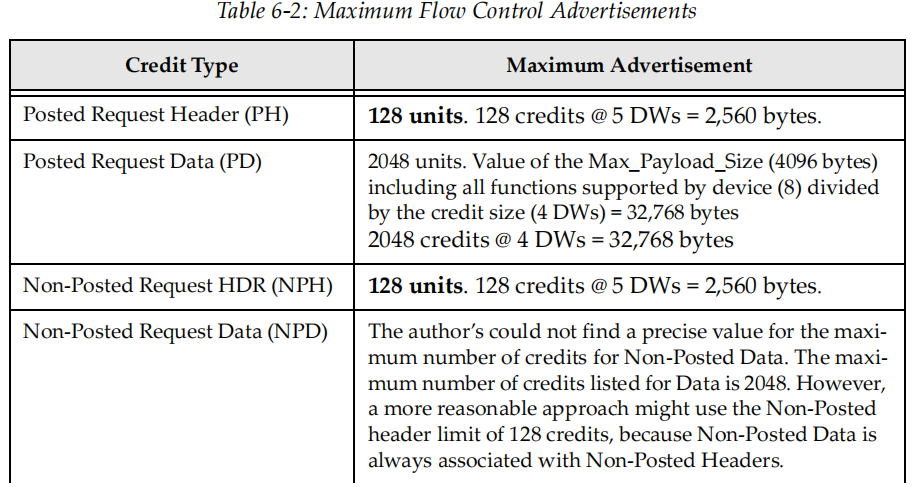 Table 6-2: Maximum Flow Control Advertisements
Credit Type
Maximum Advertisement
Posted Request Header (PH)
128 units. 128 credits @ 5 DWs = 2,560 bytes.
Posted Request Data (PD)
2048 units. Value of the Max_Payload_Size (4096 bytes)
including all functions supported by device (8) divided
by the credit size (4 DWs) = 32,768 bytes
2048 credits @ 4 DWs = 32,768 bytes
Non-Posted Request HDR (NPH)
128 units. 128 credits @ 5 DWs = 2,560 bytes.
Non-Posted Request Data (NPD)
The author's could not find a precise value for the maxi-
mum number of credits for Non-Posted Data. The maxi-
mum number of credits listed for Data is 2048. However,
a more reasonable approach might use the Non-Posted
header limit of 128 credits, because Non-Posted Data is
always associated with Non-Posted Headers.